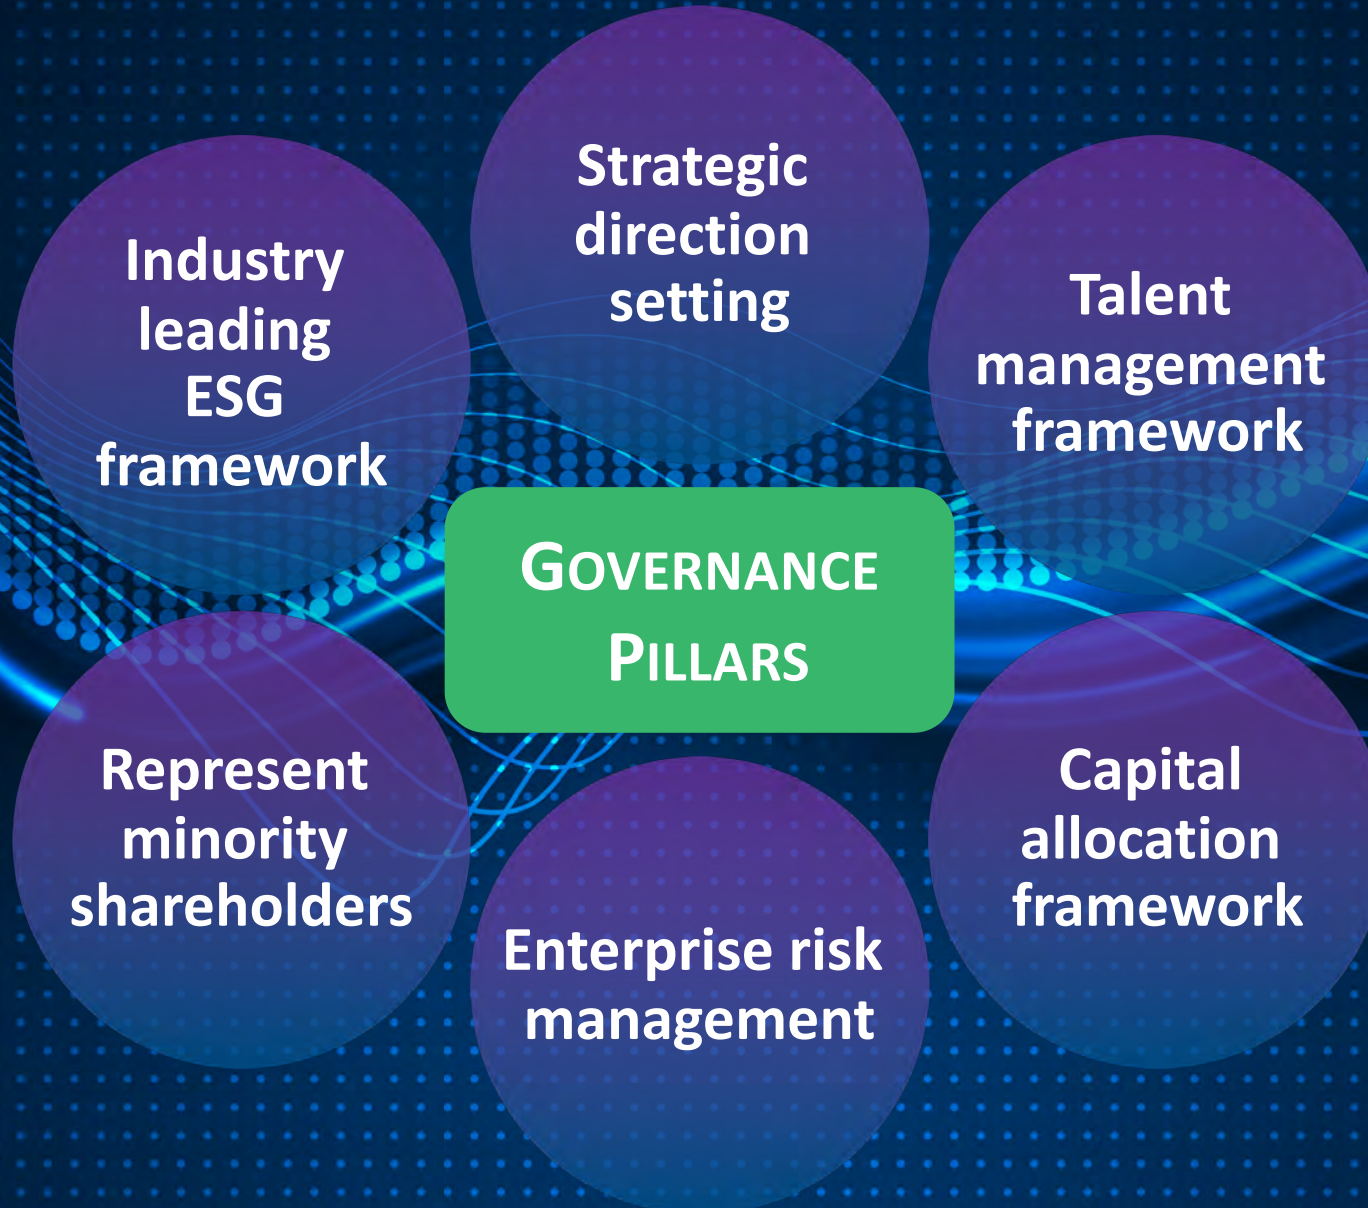 Strategic
direction
setting
Industry
leading
ESG
framework
Talent
management
framework
GOVERNANCE
PILLARS
Represent
minority
shareholders
Capital
allocation
framework
Enterprise risk
management